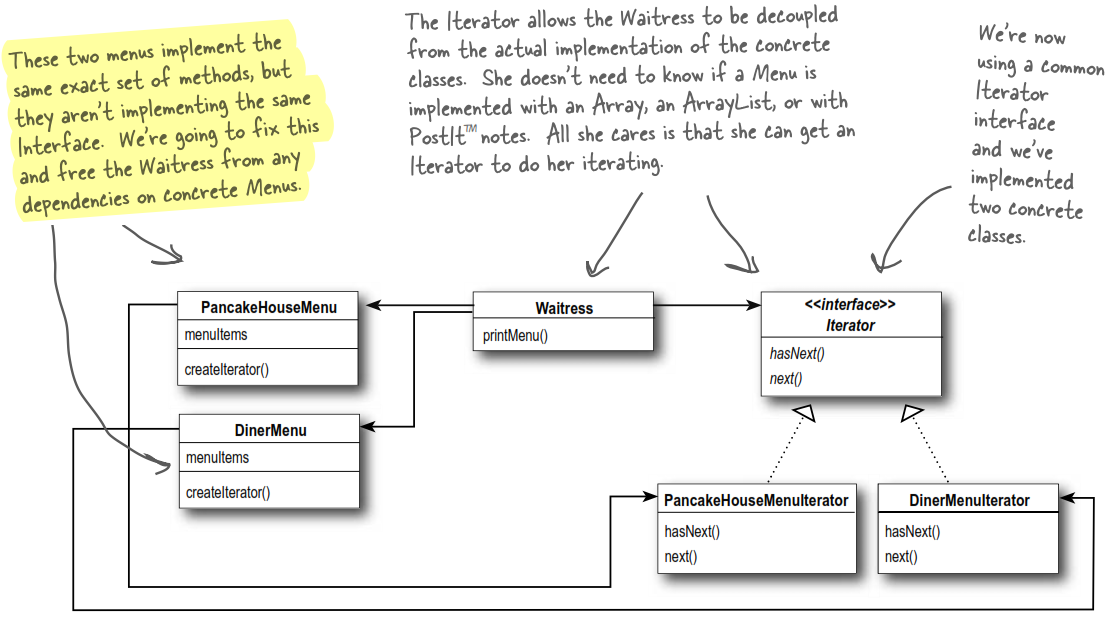 These two menus implement the
same exact set of methods, but
they aren't implementing the same
Interface. We're going to fix this
and free the Waitress from any
dependencies on concrete Menus.
The Iterator allows the Waitress to be decoupled
from the actual implementation of the concrete
classes. She doesn't need to know if a Menu is
implemented with an Array, an ArrayList, or with
PostIt™ notes. All she cares is that she can get an
Iterator to do her iterating.
We're now
using a common
Iterator
interface
and we've
implemented
two concrete
classes.
PancakeHouseMenu
menuItems
createIterator()
Waitress
printMenu()
<<interface>>
Iterator
hasNext()
next()
DinerMenu
menuItems
createIterator()
PancakeHouseMenuIterator
hasNext()
next()
DinerMenuIterator
hasNext()
next()